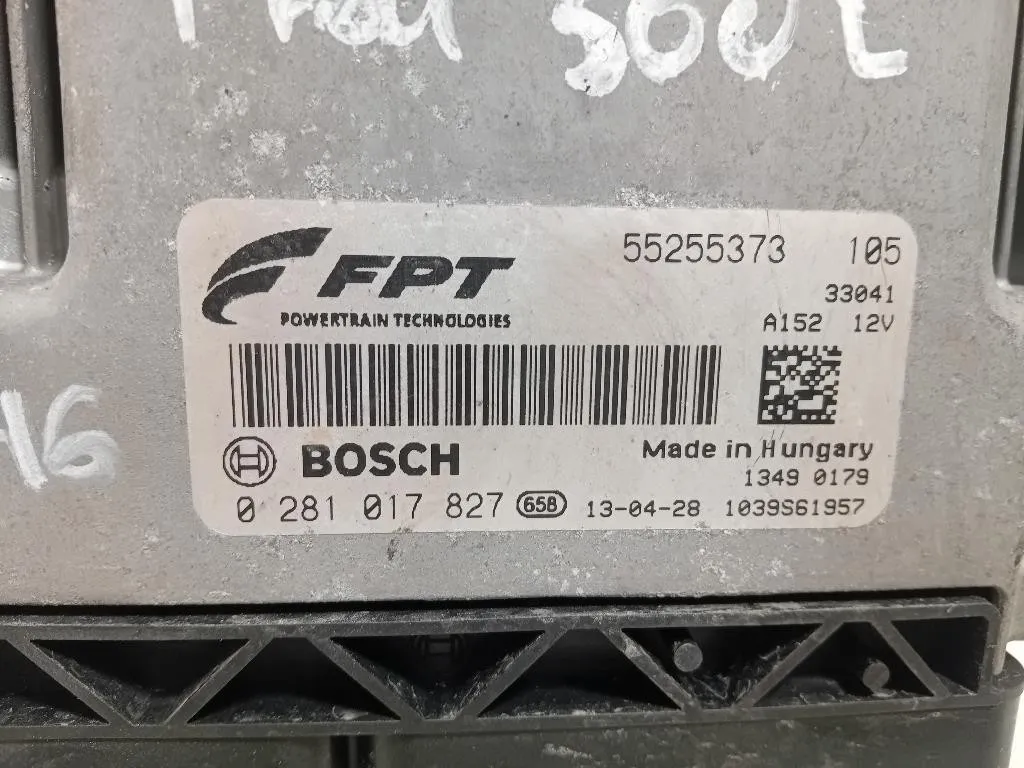 500L
FPT
POWERTRAIN TECHNOLOGIES
55255373 105
33041
A152 12V
BOSCH
Made in Hungary
1349 0179
0 281 017 827 65B 13-04-28 1039S61957